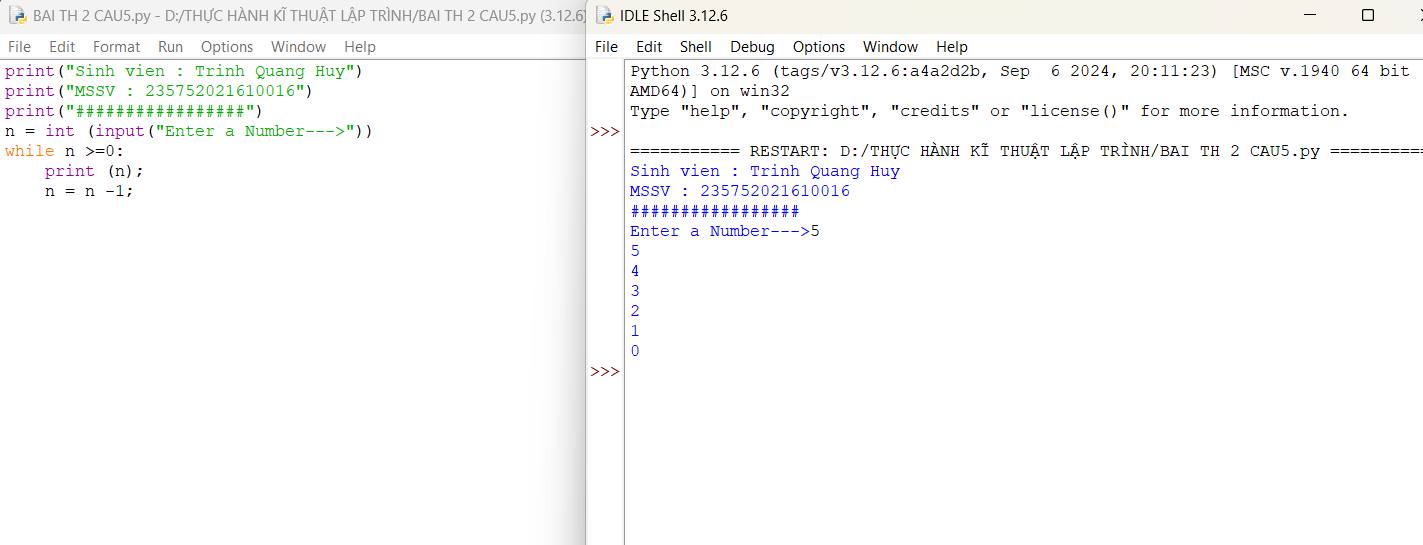 BAI TH 2 CAU5.py - D:/THỰC HÀNH KĨ THUẬT LẬP TRÌNH/BAI TH 2 CAU5.py (3.12.6)
File Edit Format Run Options Window Help
print("Sinh vien : Trinh Quang Huy")
print("MSSV : 235752021610016")
print("#################")
n = int (input("Enter a Number--->"))
while n >=0:
    print (n);
    n = n -1;
IDLE Shell 3.12.6
File Edit Shell Debug Options Window Help
Python 3.12.6 (tags/v3.12.6:a4a2d2b, Sep  6 2024, 20:11:23) [MSC v.1940 64 bit
AMD64)] on win32
Type "help", "copyright", "credits" or "license()" for more information.
>>>
=========== RESTART: D:/THỰC HÀNH KĨ THUẬT LẬP TRÌNH/BAI TH 2 CAU5.py ==========
Sinh vien : Trinh Quang Huy
MSSV : 235752021610016
#################
Enter a Number--->5
5
4
3
2
1
0
>>>